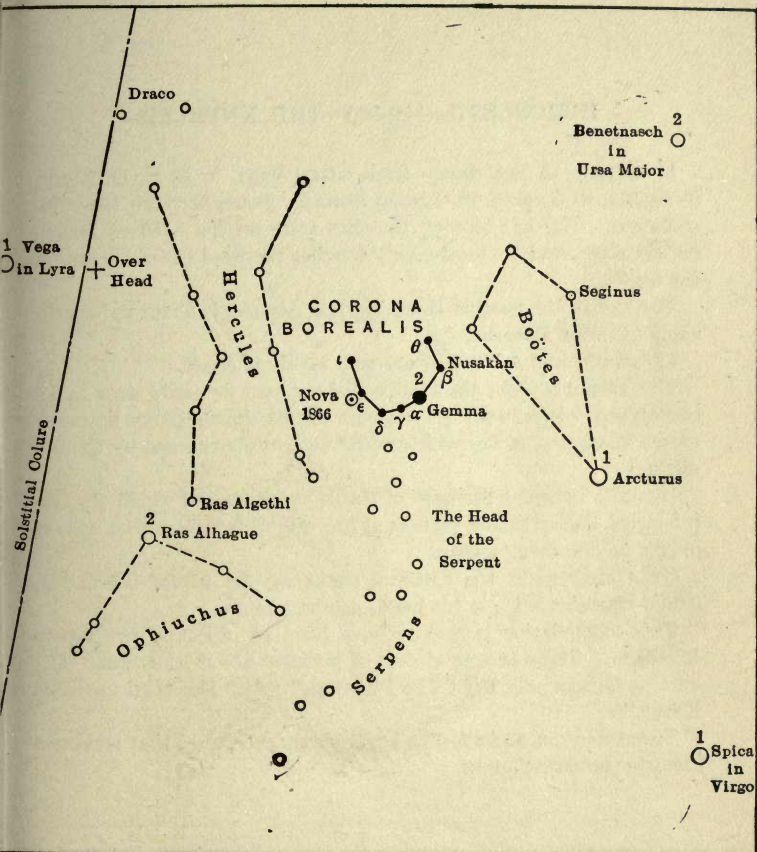 Draco
2
Benetnasch
in
Ursa Major
1 Vega
in Lyra
Over
Head
Hercules
CORONA
BOREALIS
Seginus
Boötes
θ
ι
Nusakan
β
2
Nova
1866
ε
δ
γ
α
Gemma
1
Arcturus
Solstitial Colure
Ras Algethi
2
Ras Alhague
The Head
of the
Serpent
Ophiuchus
Serpens
1
Spica
in
Virgo